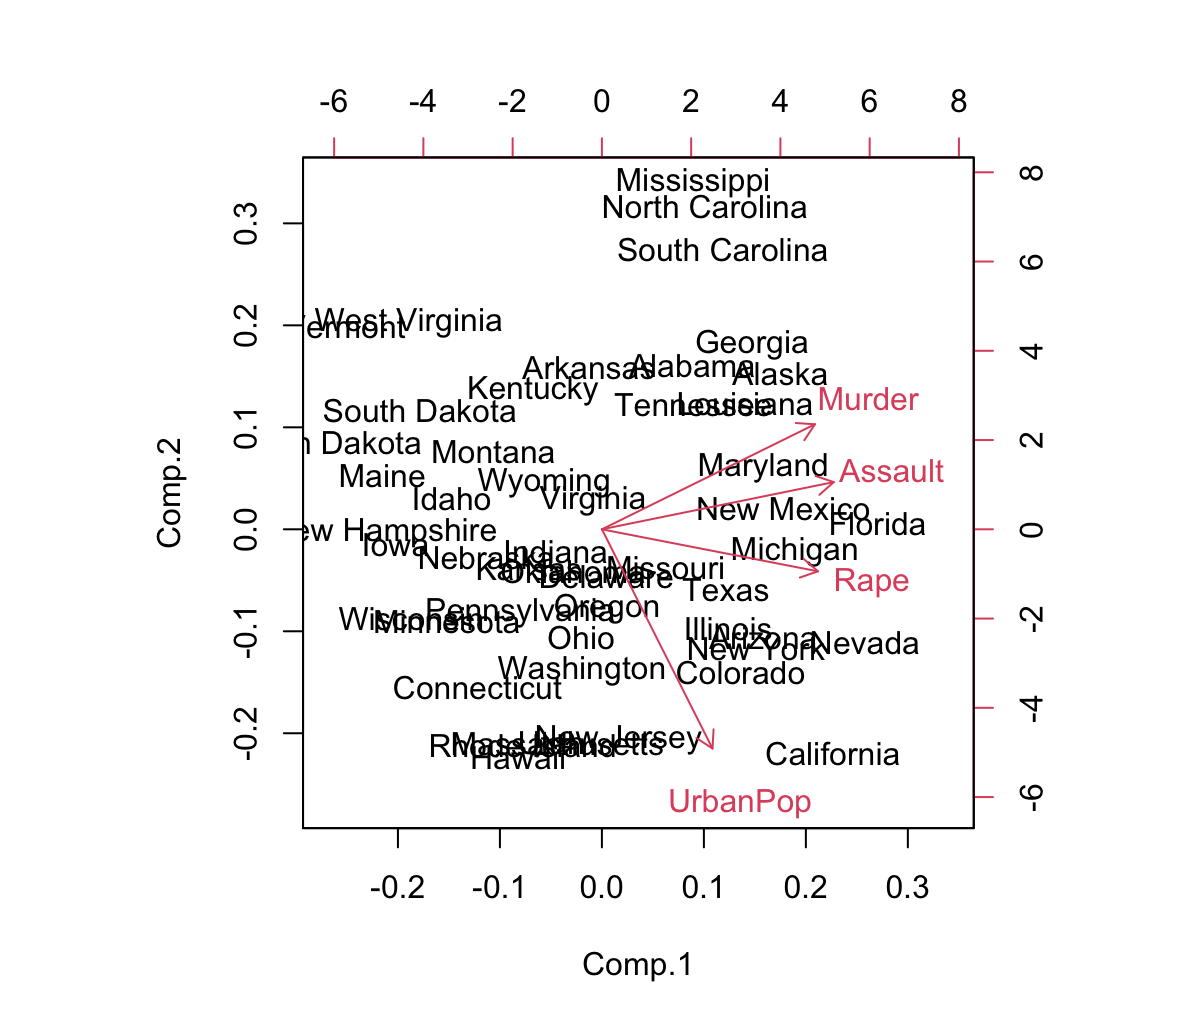 -6 -4 -2 0 2 4 6 8
Mississippi
8
North Carolina
0.3
South Carolina
6
West Virginia
0.2
ermont
Georgia
4
Arkansas
Alabama
Alaska
Kentucky
Murder
Tennessee
Louisiana
South Dakota
0.1
2
n Dakota
Montana
Maryland
Assault
Maine
Wyoming
Idaho
Virginia
New Mexico
Florida
Comp.2
0.0
0
ew Hampshire
Iowa
Indiana
Michigan
Nebraska
Kansas
Oklahoma
Missouri
Delaware
Rape
Texas
Pennsylvania
Oregon
-2
Wisconsin
Minnesota
Illinois
-0.1
Ohio
Arizona
Nevada
New York
Washington
Colorado
Connecticut
-4
-0.2
New Jersey
Massachusetts
Utah
Rhode Island
California
Hawaii
-6
UrbanPop
-0.2 -0.1 0.0 0.1 0.2 0.3
Comp.1